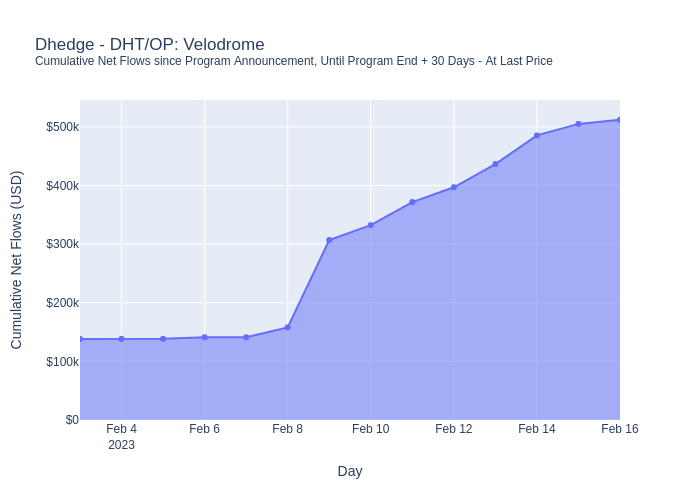 Dhedge - DHT/OP: Velodrome
Cumulative Net Flows since Program Announcement, Until Program End + 30 Days - At Last Price
Cumulative Net Flows (USD)
$500k
$400k
$300k
$200k
$100k
$0
Feb 4 Feb 6 Feb 8 Feb 10 Feb 12 Feb 14 Feb 16
2023
Day